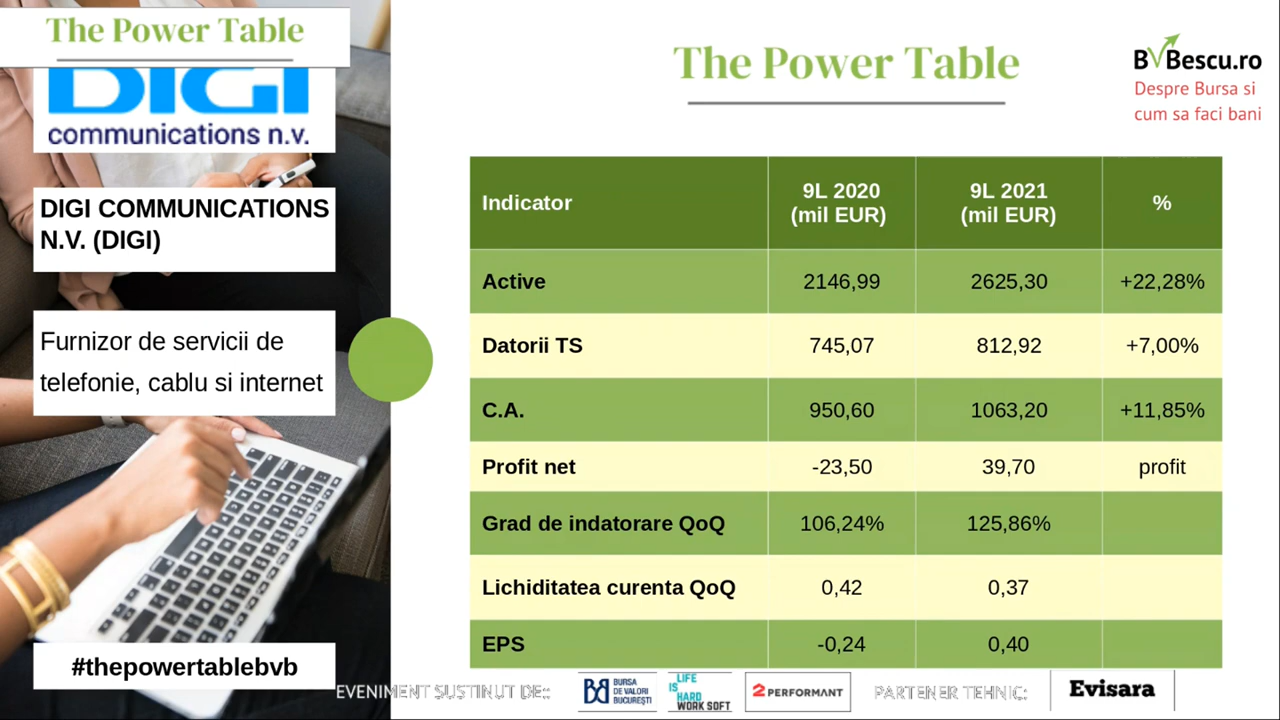 The Power Table
DIGI
communications n.v.
DIGI COMMUNICATIONS
N.V. (DIGI)
Furnizor de servicii de
telefonie, cablu si internet
#thepowertablebvb
The Power Table
BVBescu.ro
Despre Bursa si
cum sa faci bani
Indicator 9L 2020 (mil EUR) 9L 2021 (mil EUR) %
Active 2146,99 2625,30 +22,28%
Datorii TS 745,07 812,92 +7,00%
C.A. 950,60 1063,20 +11,85%
Profit net -23,50 39,70 profit
Grad de indatorare QoQ 106,24% 125,86%
Lichiditatea curenta QoQ 0,42 0,37
EPS -0,24 0,40
EVENIMENT SUSTINUT DE:
BURSA
DE VALORI
BUCUREȘTI
LIFE
IS
HARD
WORK SOFT
2PERFORMANT
PARTENER TEHNIC:
Evisara